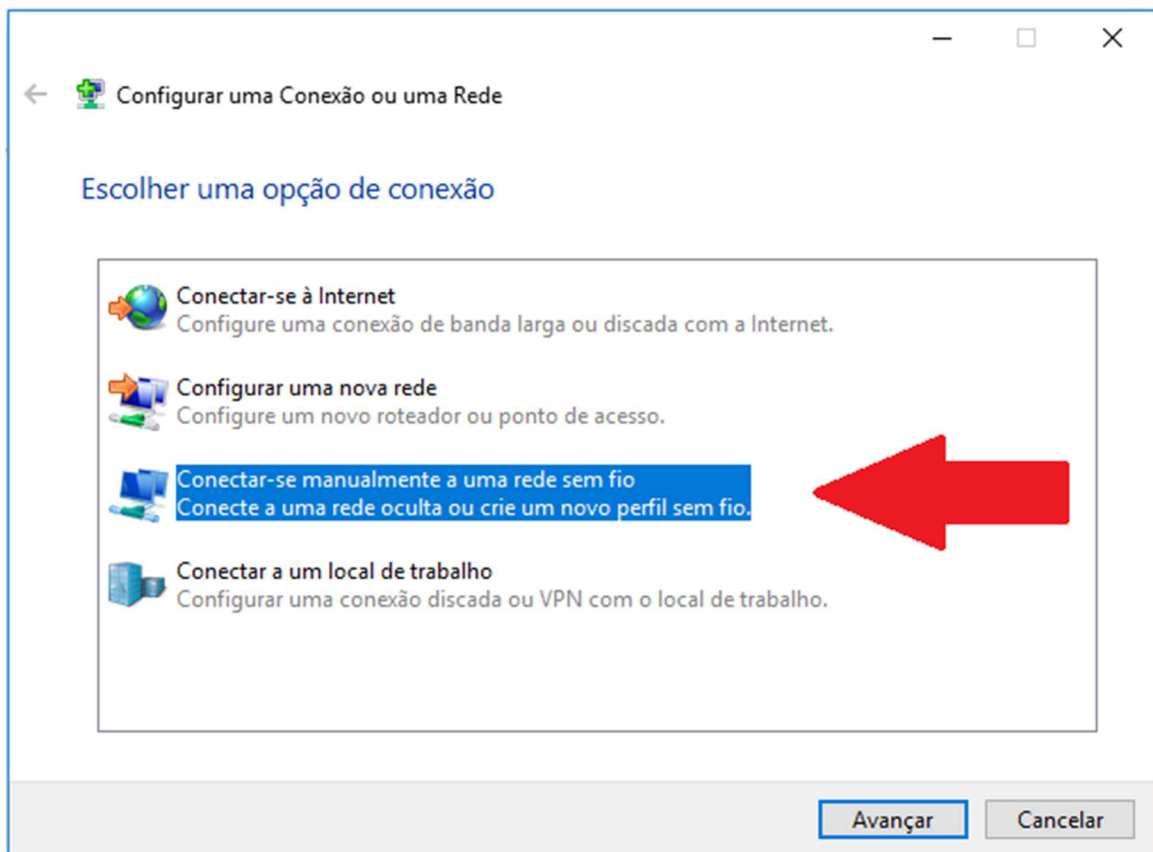 Configurar uma Conexão ou uma Rede
Escolher uma opção de conexão
Conectar-se à Internet
Configure uma conexão de banda larga ou discada com a Internet.
Configurar uma nova rede
Configure um novo roteador ou ponto de acesso.
Conectar-se manualmente a uma rede sem fio
Conecte a uma rede oculta ou crie um novo perfil sem fio.
Conectar a um local de trabalho
Configurar uma conexão discada ou VPN com o local de trabalho.
Avançar
Cancelar